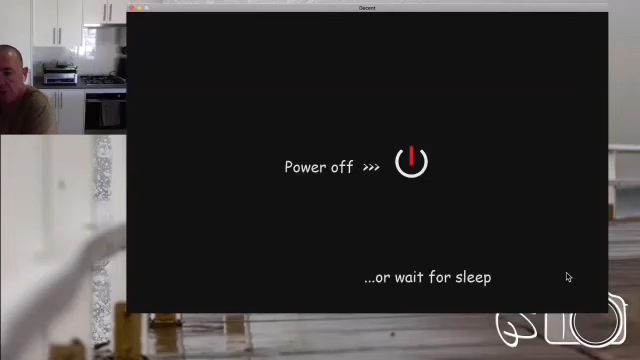 Decent
Power off >>>
...or wait for sleep